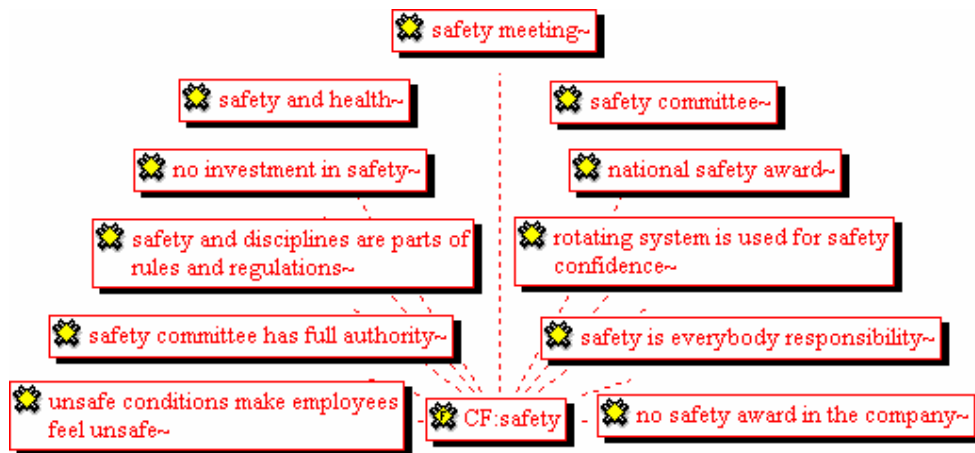 safety meeting~
safety and health~
safety committee~
no investment in safety~
national safety award~
safety and disciplines are parts of
rules and regulations~
rotating system is used for safety
confidence~
safety committee has full authority~
safety is everybody responsibility~
unsafe conditions make employees
feel unsafe~
F CF:safety
no safety award in the company~